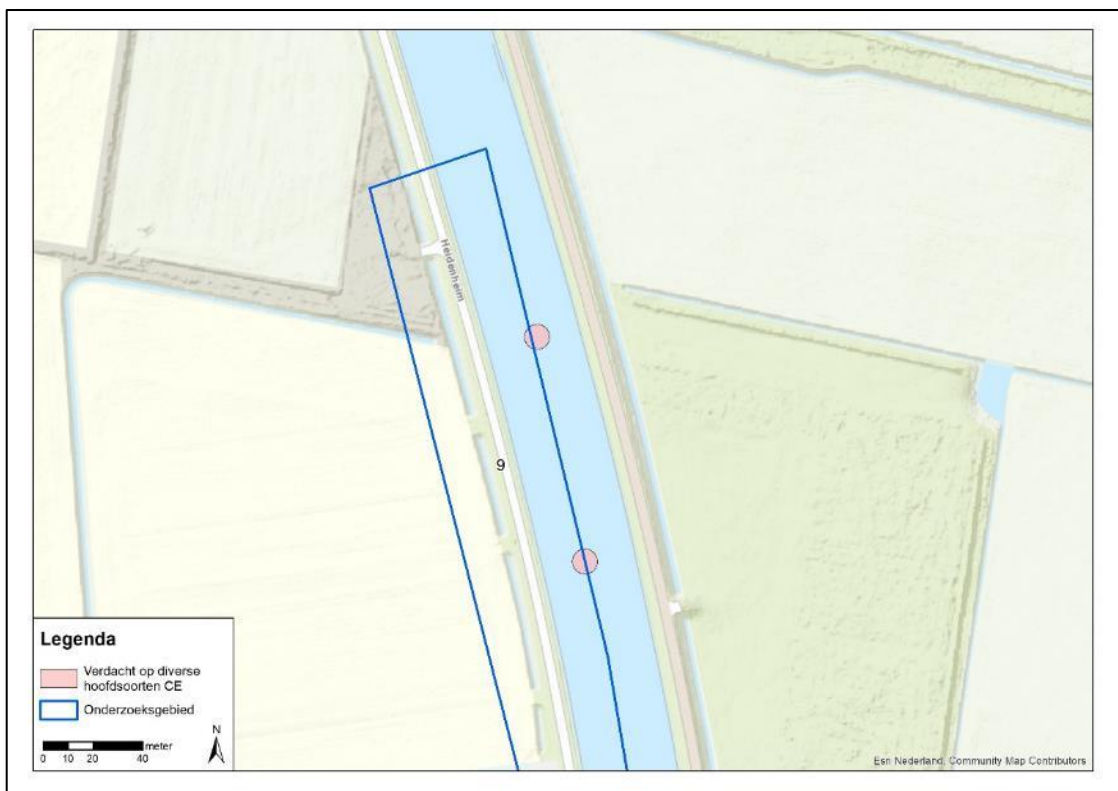 Heidenheim
9
Legenda
Verdacht op diverse
hoofdsoorten CE
Onderzoeksgebied
N
meter
0 10 20 40
Esri Nederland, Community Map Contributors